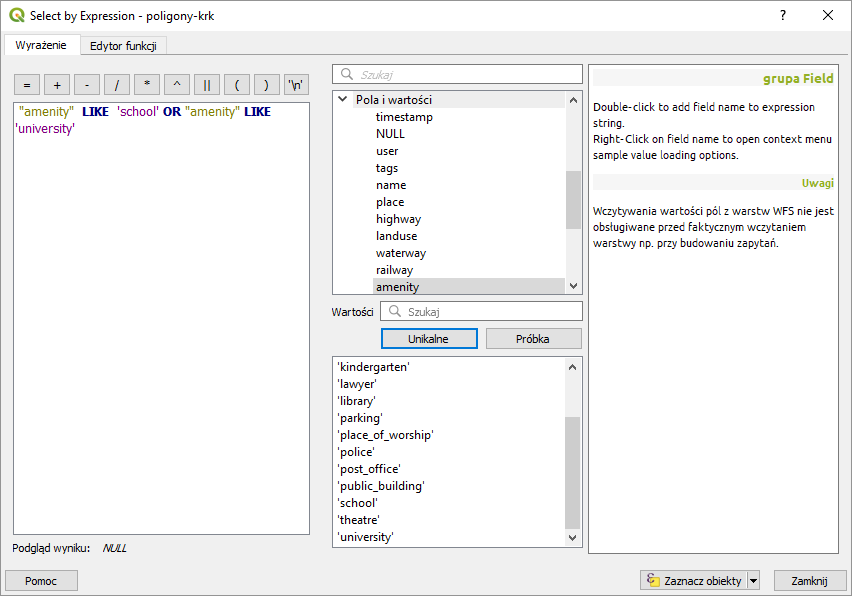 Select by Expression - poligony-krk
?
Wyrażenie
Edytor funkcji
= + - / * ^ || ( ) '\n'
"amenity" LIKE 'school' OR "amenity" LIKE
'university'
Podgląd wyniku: NULL
Szukaj
Pola i wartości
timestamp
NULL
user
tags
name
place
highway
landuse
waterway
railway
amenity
Wartości
Szukaj
Unikalne
Próbka
'kindergarten'
'lawyer'
'library'
'parking'
'place_of_worship'
'police'
'post_office'
'public_building'
'school'
'theatre'
'university'
grupa Field
Double-click to add field name to expression
string.
Right-Click on field name to open context menu
sample value loading options.
Uwagi
Wczytywania wartości pól z warstw WFS nie jest
obsługiwane przed faktycznym wczytaniem
warstwy np. przy budowaniu zapytań.
Pomoc
Zaznacz obiekty
Zamknij